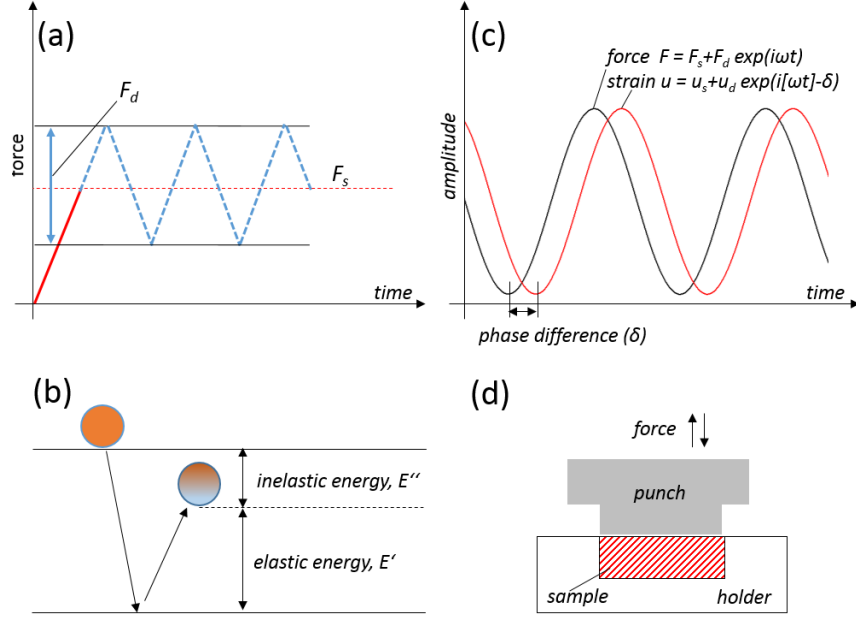 (a)
F_d
force
F_s
time
(c)
force F = F_s+F_d exp(iωt)
strain u = u_s+u_d exp(i[ωt]-δ)
amplitude
time
phase difference (δ)
(b)
inelastic energy, E‘‘
elastic energy, E‘
(d)
force
punch
sample
holder